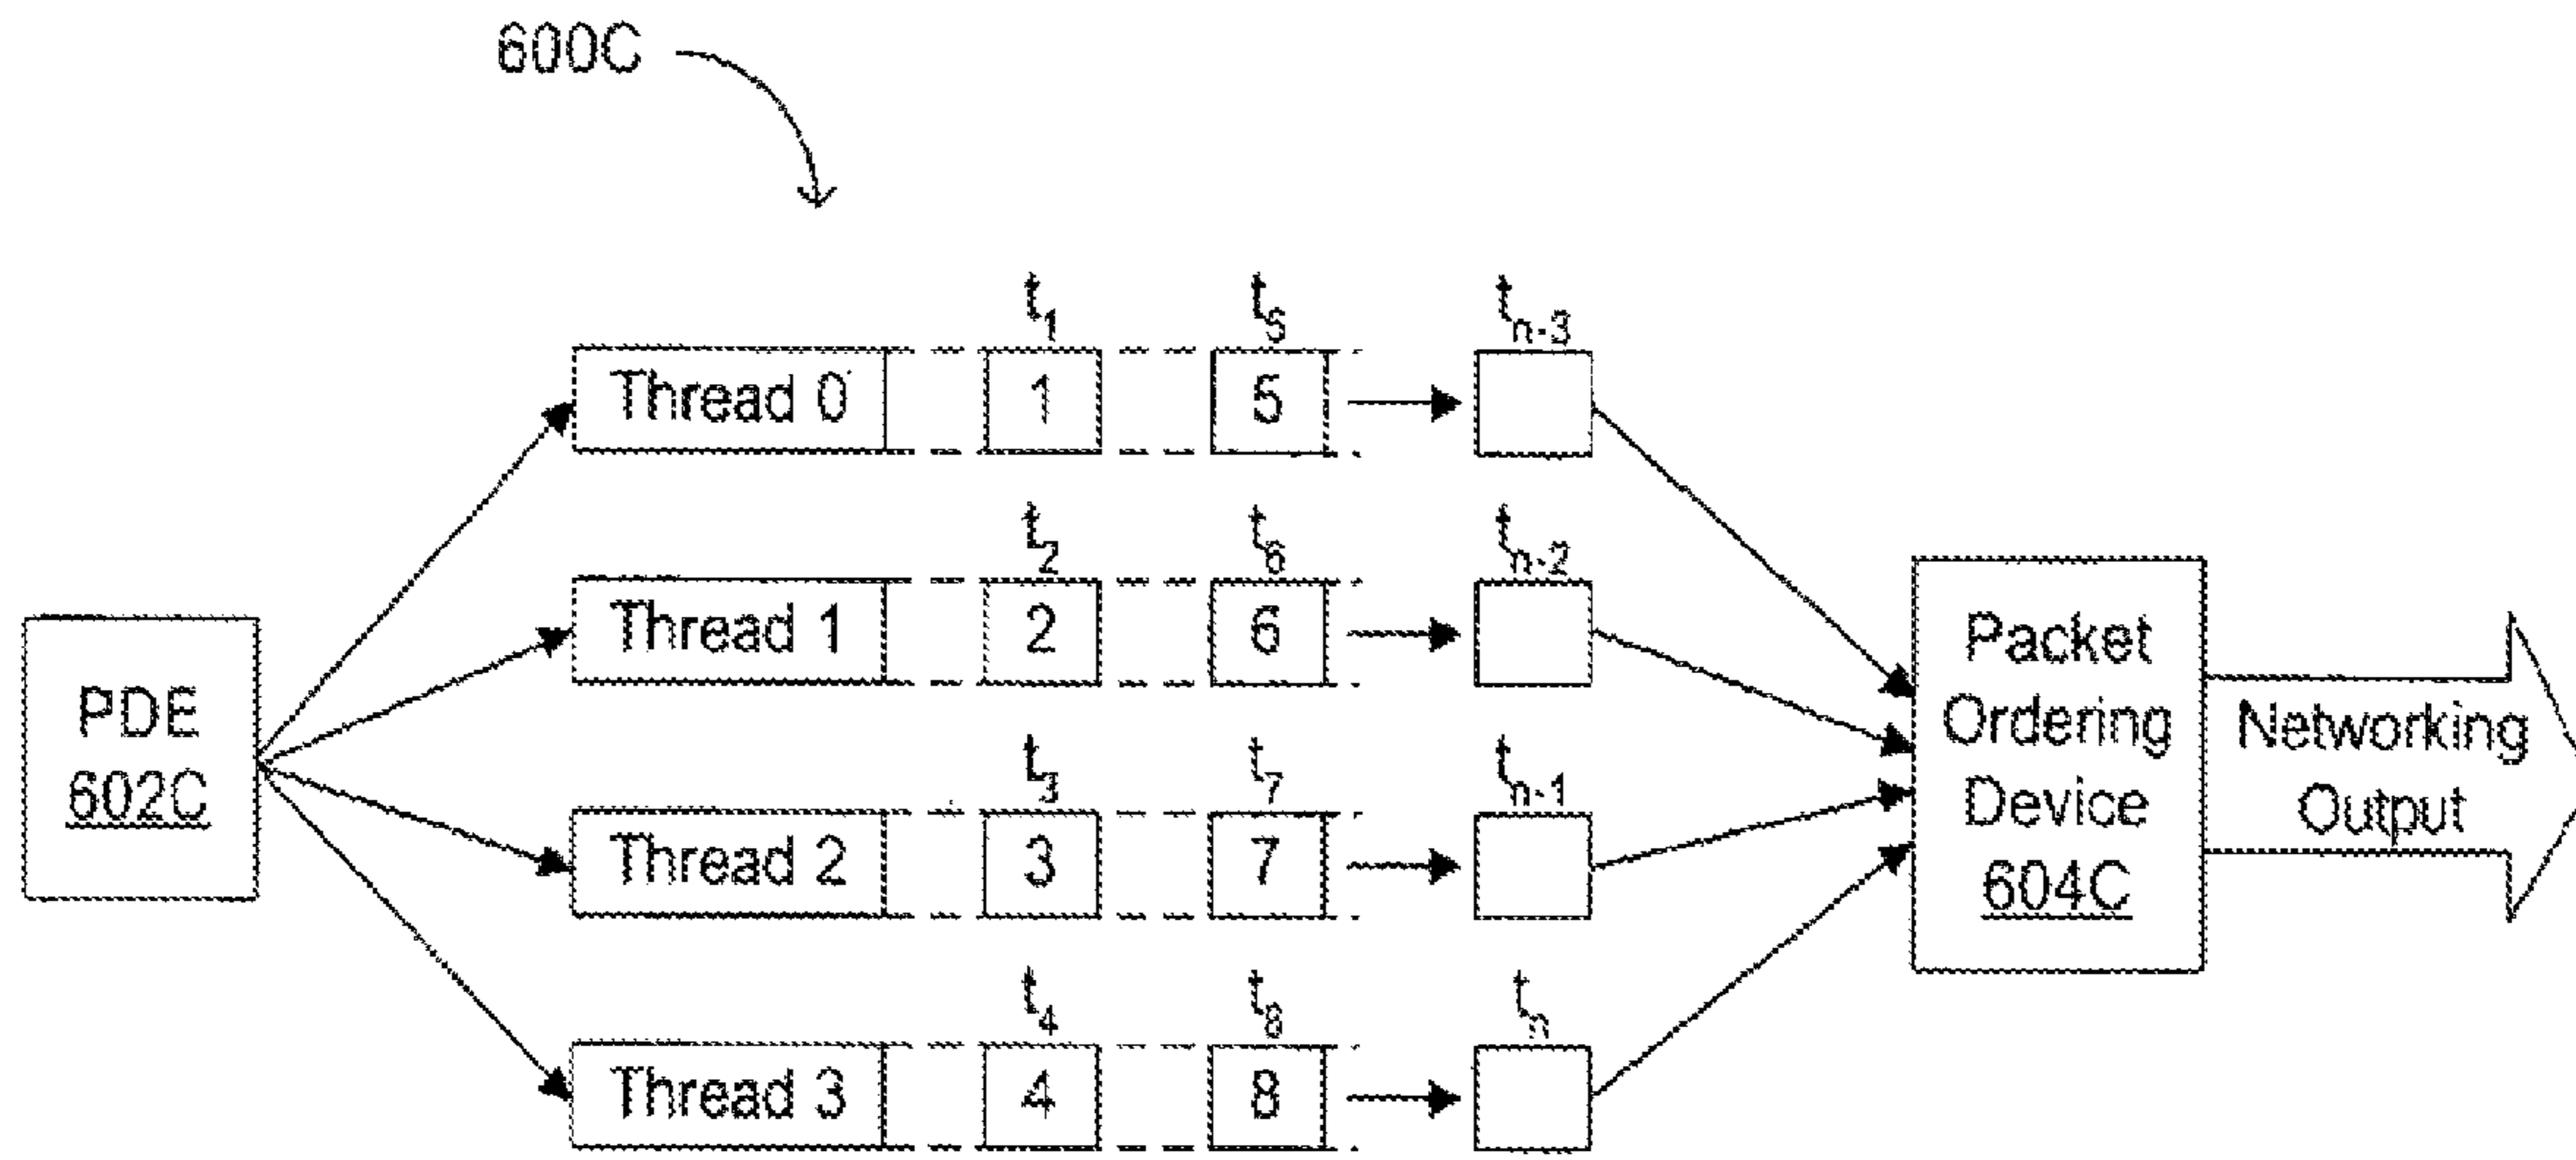 600C
t1 t5 tn-3
Thread 0 1 5
t2 t6 tn-2
Thread 1 2 6
t3 t7 tn-1
Thread 2 3 7
t4 t8 tn
Thread 3 4 8
PDE
602C
Packet
Ordering
Device
604C
Networking
Output